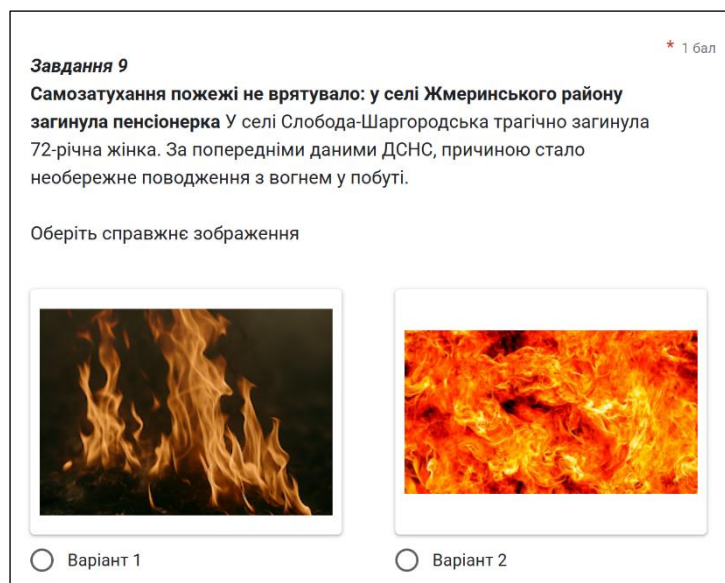 * 1 бал
Завдання 9
Самозатухання пожежі не врятувало: у селі Жмеринського району
загинула пенсіонерка У селі Слобода-Шаргородська трагічно загинула
72-річна жінка. За попередніми даними ДСНС, причиною стало
необережне поводження з вогнем у побуті.
Оберіть справжнє зображення
Варіант 1
Варіант 2